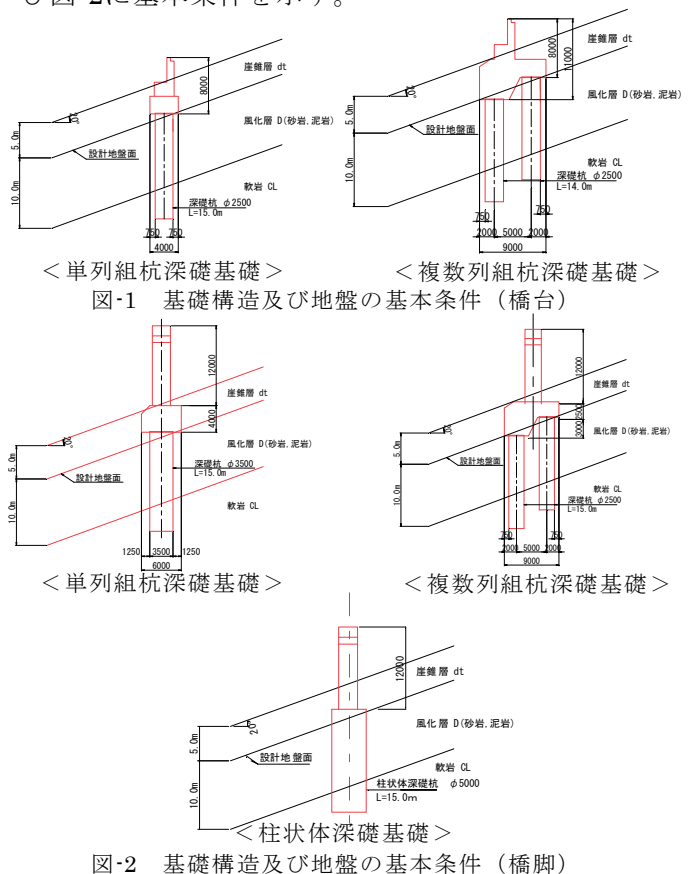 び図-2に基本条件を示す。
崖錐層 dt
8000
風化層 D(砂岩,泥岩)
20°
5.0m
設計地盤面
10.0m
軟岩 CL
深礎杭 φ2500
L=15.0m
750 750
4000
<単列組杭深礎基礎>
8000
11000
崖錐層 dt
風化層 D(砂岩,泥岩)
20°
5.0m
設計地盤面
10.0m
軟岩 CL
深礎杭 φ2500
L=14.0m
750
750
2000 5000 2000
9000
<複数列組杭深礎基礎>
図-1 基礎構造及び地盤の基本条件(橋台)
12000
崖錐層 dt
4000
20°
風化層 D(砂岩,泥岩)
5.0m
設計地盤面
深礎杭 φ3500
L=15.0m
10.0m
軟岩 CL
1250 3500 1250
6000
<単列組杭深礎基礎>
12000
崖錐層 dt
2500
3000
20°
風化層 D(砂岩,泥岩)
5.0m
設計地盤面
10.0m
軟岩 CL
深礎杭 φ2500
L=15.0m
750
750
2000 5000 2000
9000
<複数列組杭深礎基礎>
12000
崖錐層 dt
20°
風化層 D(砂岩,泥岩)
5.0m
設計地盤面
10.0m
軟岩 CL
柱状体深礎杭 φ5000
L=15.0m
<柱状体深礎基礎>
図-2 基礎構造及び地盤の基本条件(橋脚)